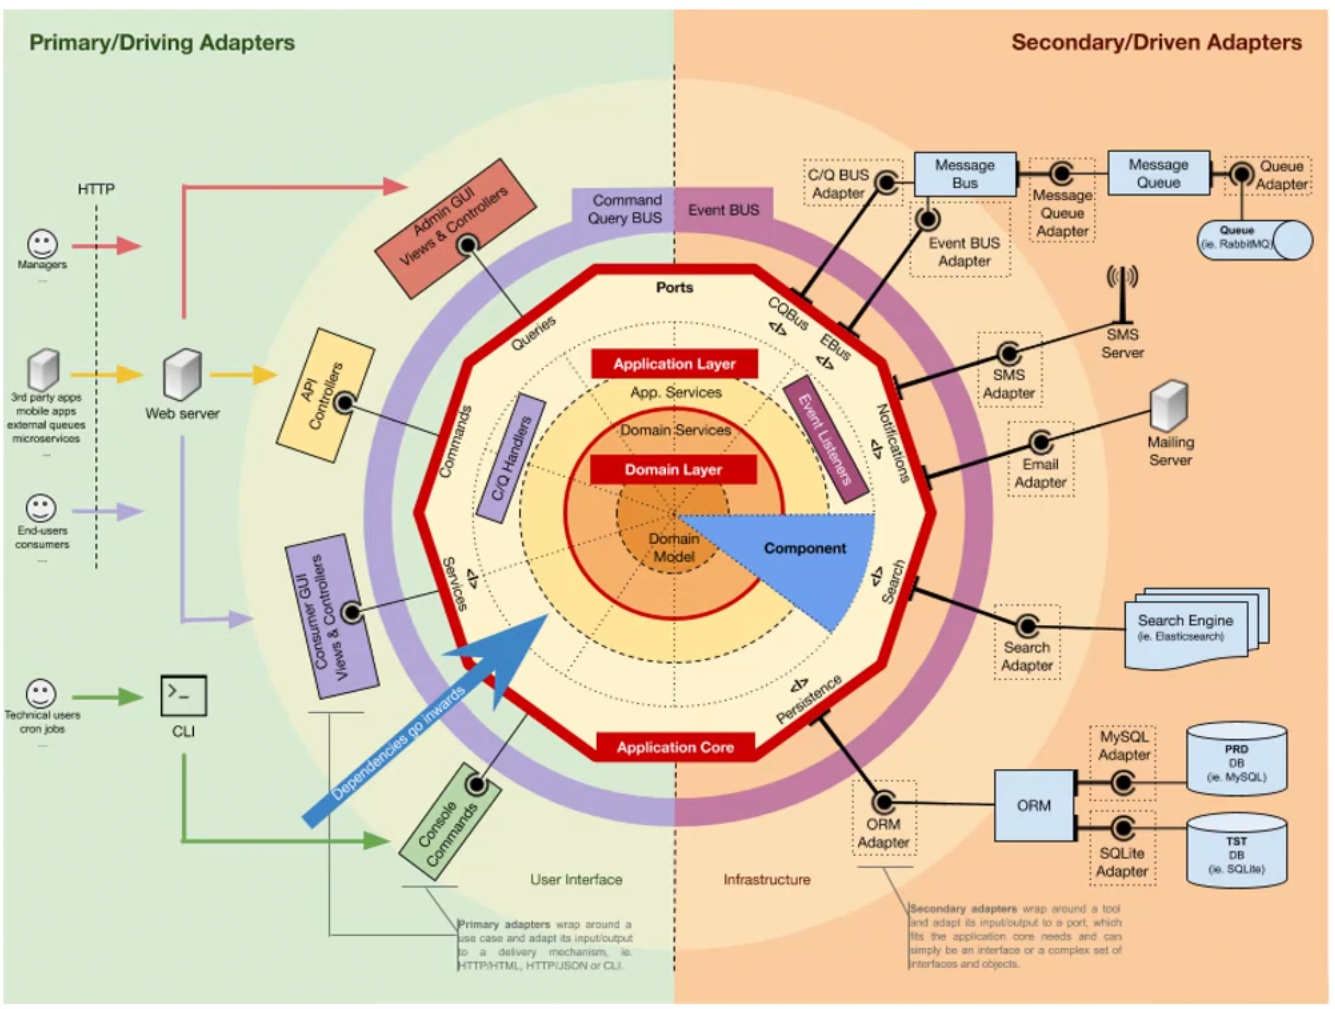 Primary/Driving Adapters
Secondary/Driven Adapters
HTTP
Managers
...
3rd party apps
mobile apps
external queues
microservices
...
End-users
consumers
...
Technical users
cron jobs
...
Web server
CLI
Admin GUI
Views & Controllers
API
Controllers
Consumer GUI
Views & Controllers
Console
Commands
Command
Query BUS
Event BUS
Ports
Queries
Commands
Services
</>
C/Q Handlers
Application Layer
App. Services
Domain Services
Domain Layer
Domain
Model
Component
Event Listeners
CQBus
</>
EBus
</>
Notifications
</>
Search
</>
Persistence
</>
Application Core
Dependencies go inwards
C/Q BUS
Adapter
Message
Bus
Event BUS
Adapter
Message
Queue
Adapter
Message
Queue
Queue
Adapter
Queue
(ie. RabbitMQ)
SMS
Server
SMS
Adapter
Mailing
Server
Email
Adapter
Search
Adapter
Search Engine
(ie. Elasticsearch)
ORM
Adapter
ORM
MySQL
Adapter
SQLite
Adapter
PRD
DB
(ie. MySQL)
TST
DB
(ie. SQLite)
User Interface
Infrastructure
Primary adapters wrap around a
use case and adapt its input/output
to a delivery mechanism, ie.
HTTP/HTML, HTTP/JSON or CLI.
Secondary adapters wrap around a tool
and adapt its input/output to a port, which
fits the application core needs and can
simply be an interface or a complex set of
interfaces and objects.